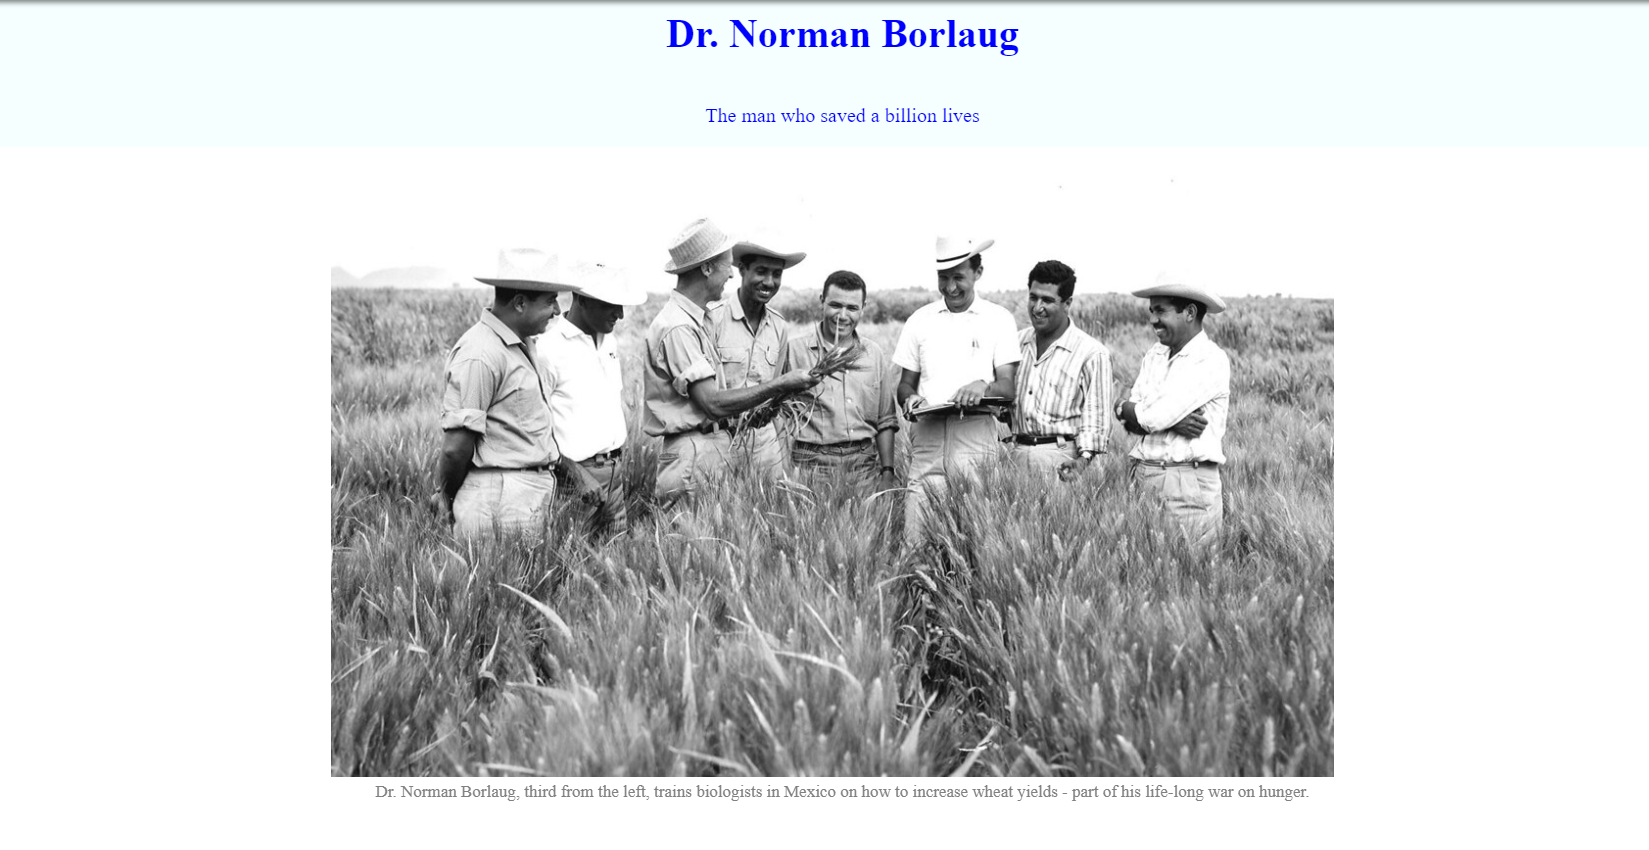 Dr. Norman Borlaug
The man who saved a billion lives
Dr. Norman Borlaug, third from the left, trains biologists in Mexico on how to increase wheat yields - part of his life-long war on hunger.